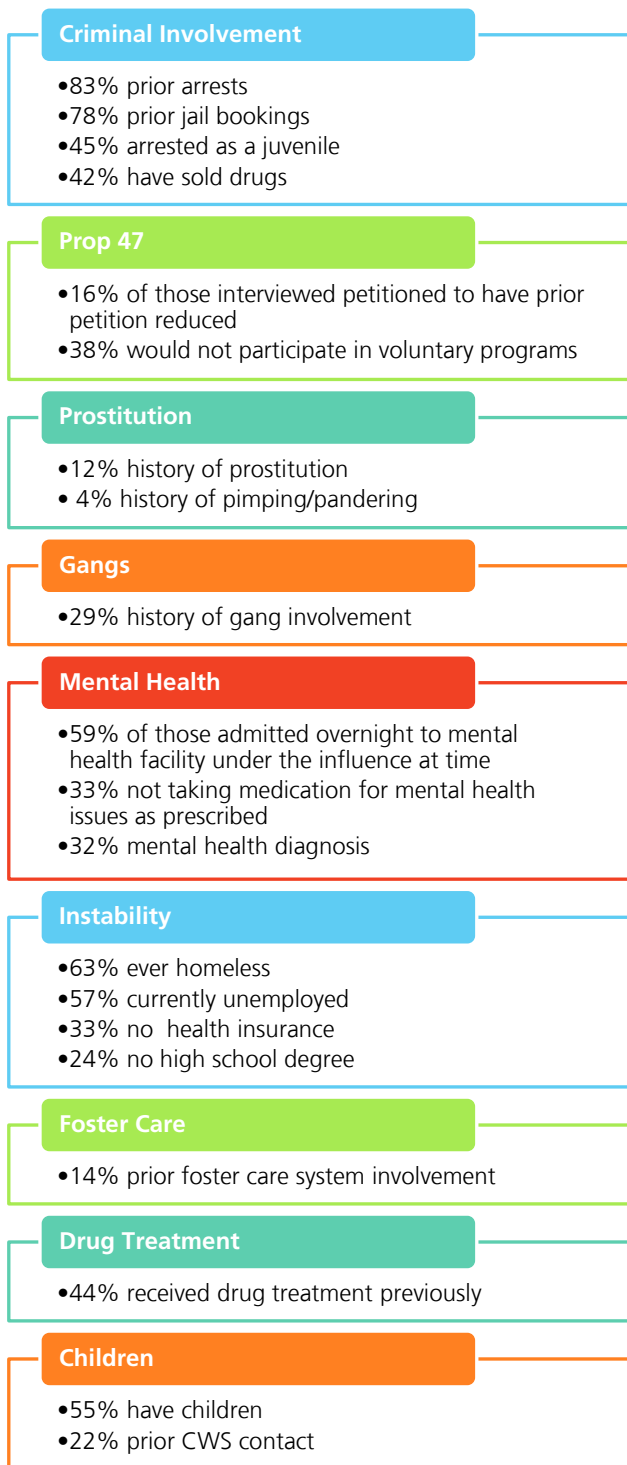 Criminal Involvement
•83% prior arrests
•78% prior jail bookings
•45% arrested as a juvenile
•42% have sold drugs
Prop 47
•16% of those interviewed petitioned to have prior
petition reduced
•38% would not participate in voluntary programs
Prostitution
•12% history of prostitution
• 4% history of pimping/pandering
Gangs
•29% history of gang involvement
Mental Health
•59% of those admitted overnight to mental
health facility under the influence at time
•33% not taking medication for mental health
issues as prescribed
•32% mental health diagnosis
Instability
•63% ever homeless
•57% currently unemployed
•33% no  health insurance
•24% no high school degree
Foster Care
•14% prior foster care system involvement
Drug Treatment
•44% received drug treatment previously
Children
•55% have children
•22% prior CWS contact